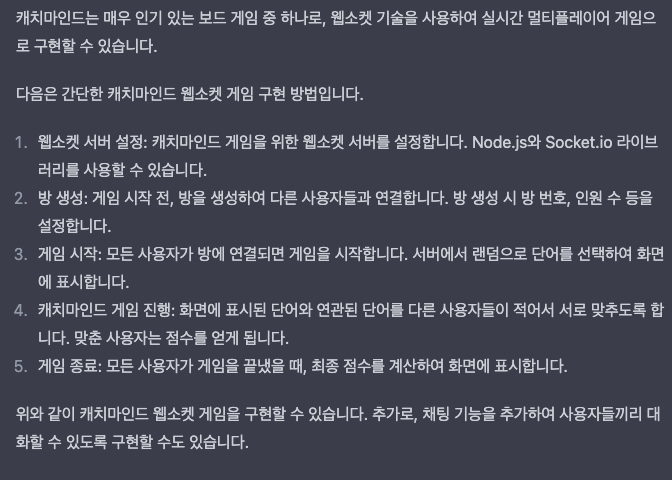 캐치마인드는 매우 인기 있는 보드 게임 중 하나로, 웹소켓 기술을 사용하여 실시간 멀티플레이어 게임으
로 구현할 수 있습니다.
다음은 간단한 캐치마인드 웹소켓 게임 구현 방법입니다.
1. 웹소켓 서버 설정: 캐치마인드 게임을 위한 웹소켓 서버를 설정합니다. Node.js와 Socket.io 라이브
러리를 사용할 수 있습니다.
2. 방 생성: 게임 시작 전, 방을 생성하여 다른 사용자들과 연결합니다. 방 생성 시 방 번호, 인원 수 등을
설정합니다.
3. 게임 시작: 모든 사용자가 방에 연결되면 게임을 시작합니다. 서버에서 랜덤으로 단어를 선택하여 화면
에 표시합니다.
4. 캐치마인드 게임 진행: 화면에 표시된 단어와 연관된 단어를 다른 사용자들이 적어서 서로 맞추도록 합
니다. 맞춘 사용자는 점수를 얻게 됩니다.
5. 게임 종료: 모든 사용자가 게임을 끝냈을 때, 최종 점수를 계산하여 화면에 표시합니다.
위와 같이 캐치마인드 웹소켓 게임을 구현할 수 있습니다. 추가로, 채팅 기능을 추가하여 사용자들끼리 대
화할 수 있도록 구현할 수도 있습니다.